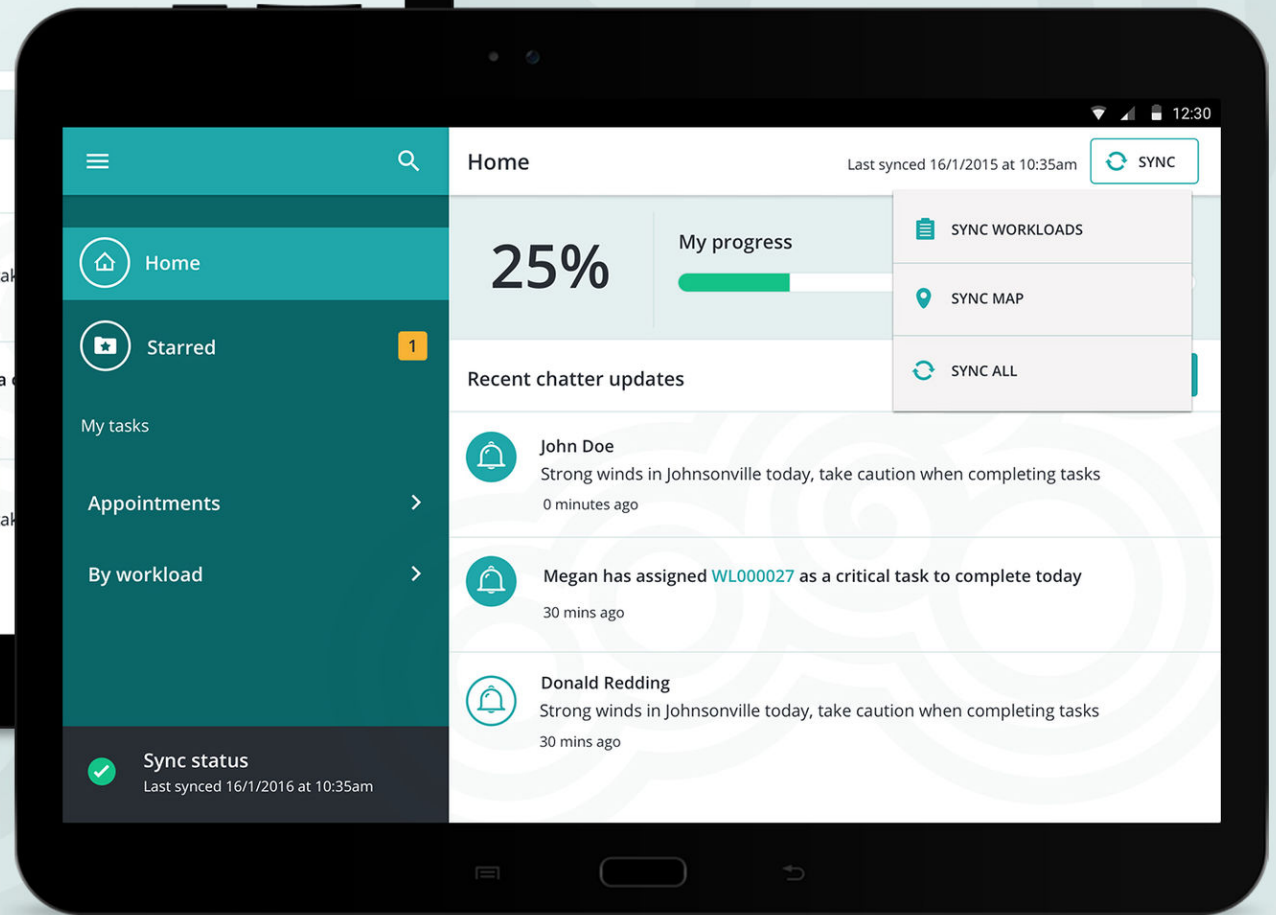 12:30
Home
Last synced 16/1/2015 at 10:35am
SYNC
SYNC WORKLOADS
SYNC MAP
SYNC ALL
Home
Starred
1
My tasks
Appointments
By workload
Sync status
Last synced 16/1/2016 at 10:35am
25%
My progress
Recent chatter updates
John Doe
Strong winds in Johnsonville today, take caution when completing tasks
0 minutes ago
Megan has assigned WL000027 as a critical task to complete today
30 mins ago
Donald Redding
Strong winds in Johnsonville today, take caution when completing tasks
30 mins ago